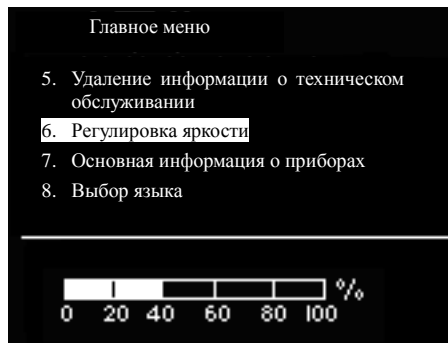 Главное меню
5. Удаление информации о техническом
обслуживании
6. Регулировка яркости
7. Основная информация о приборах
8. Выбор языка
%
0 20 40 60 80 100